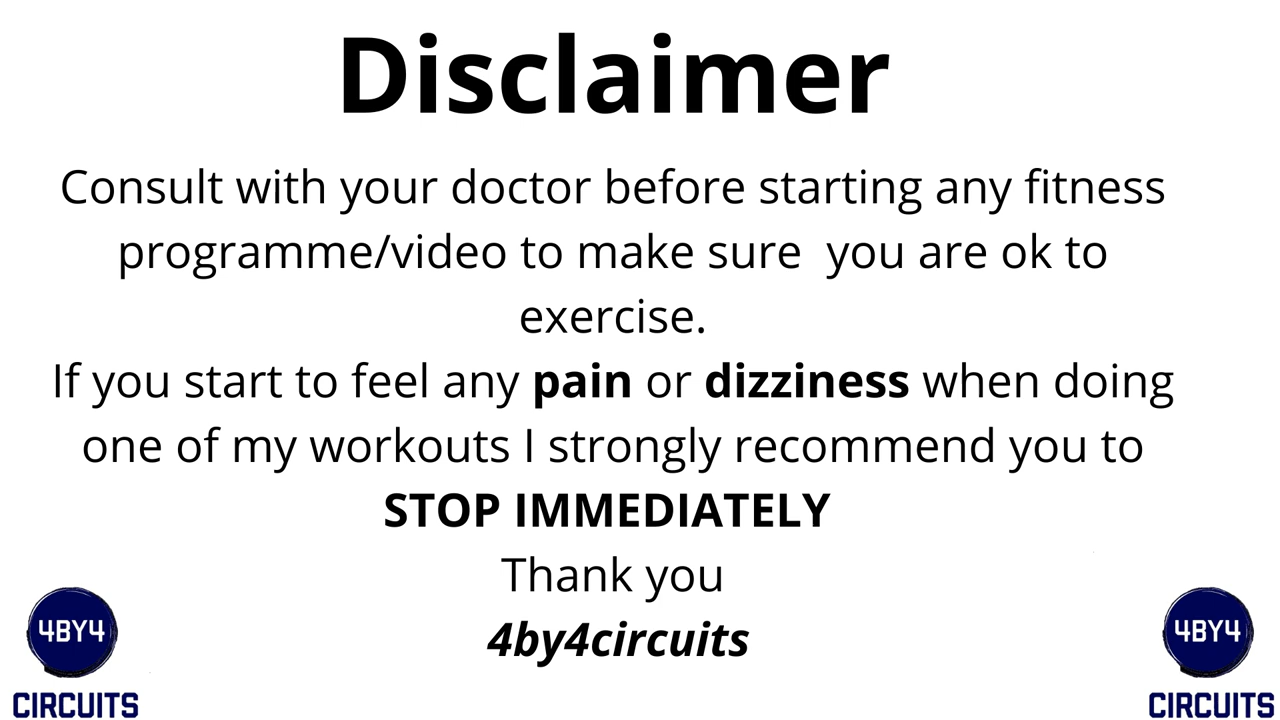 Disclaimer
Consult with your doctor before starting any fitness
programme/video to make sure  you are ok to
exercise.
If you start to feel any pain or dizziness when doing
one of my workouts I strongly recommend you to
STOP IMMEDIATELY
Thank you
4by4circuits
4BY4
CIRCUITS
4BY4
CIRCUITS